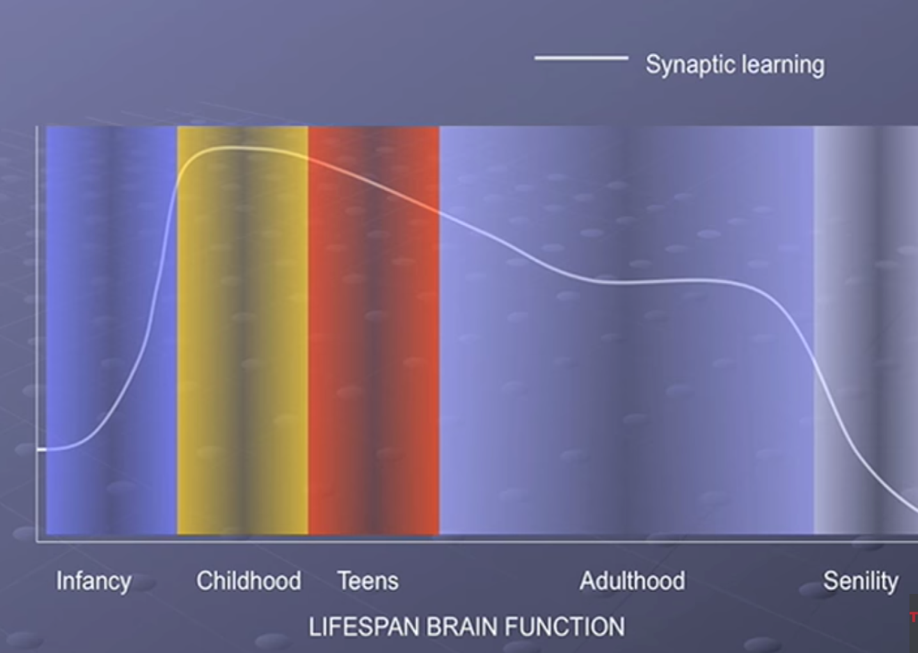 Synaptic learning
Infancy Childhood Teens Adulthood Senility
LIFESPAN BRAIN FUNCTION